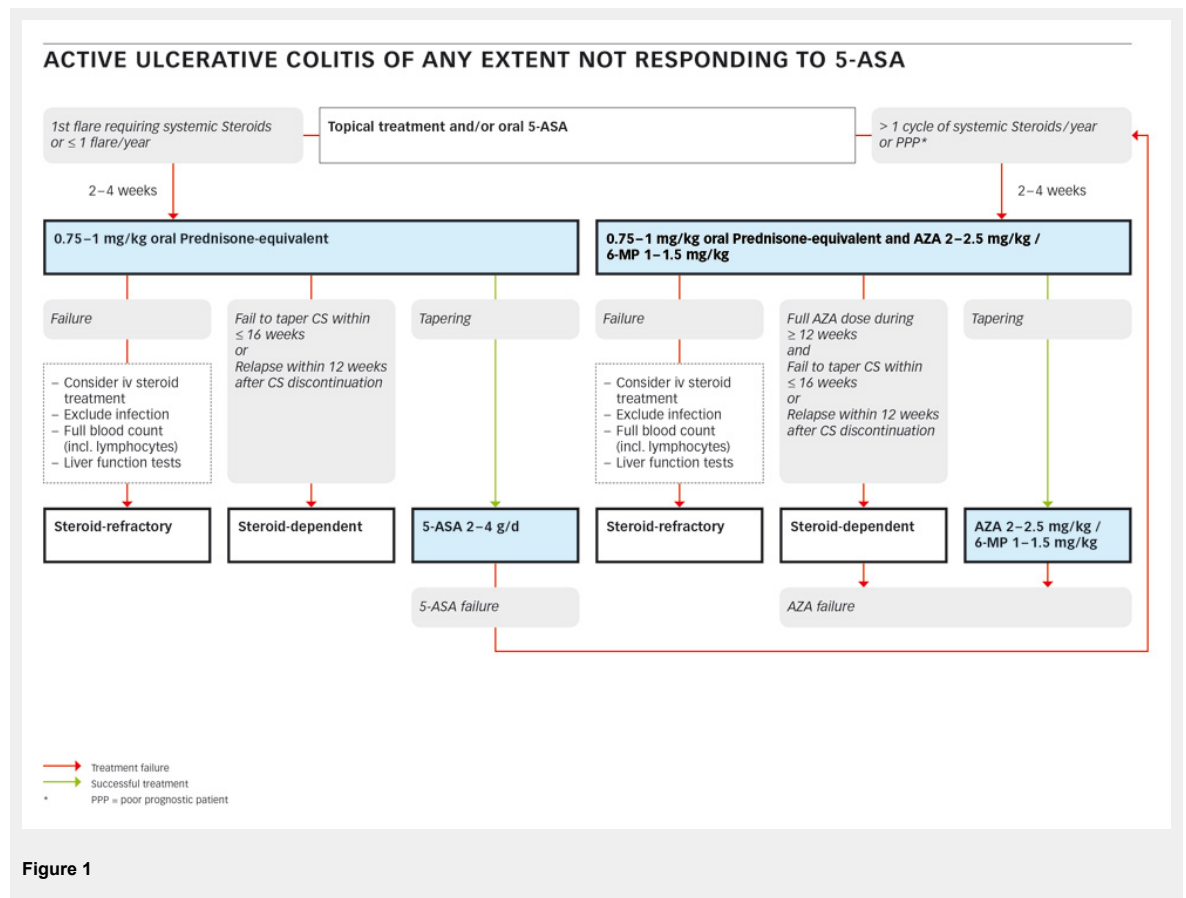 ACTIVE ULCERATIVE COLITIS OF ANY EXTENT NOT RESPONDING TO 5-ASA
1st flare requiring systemic Steroids
or ≤ 1 flare/year
Topical treatment and/or oral 5-ASA
> 1 cycle of systemic Steroids/year
or PPP*
2–4 weeks
2–4 weeks
0.75–1 mg/kg oral Prednisone-equivalent
0.75–1 mg/kg oral Prednisone-equivalent and AZA 2–2.5 mg/kg /
6-MP 1–1.5 mg/kg
Failure
Fail to taper CS within
≤ 16 weeks
or
Relapse within 12 weeks
after CS discontinuation
Tapering
Failure
Full AZA dose during
≥ 12 weeks
and
Fail to taper CS within
≤ 16 weeks
or
Relapse within 12 weeks
after CS discontinuation
Tapering
– Consider iv steroid
treatment
– Exclude infection
– Full blood count
(incl. lymphocytes)
– Liver function tests
– Consider iv steroid
treatment
– Exclude infection
– Full blood count
(incl. lymphocytes)
– Liver function tests
Steroid-refractory
Steroid-dependent
5-ASA 2–4 g/d
Steroid-refractory
Steroid-dependent
AZA 2–2.5 mg/kg /
6-MP 1–1.5 mg/kg
5-ASA failure
AZA failure
Treatment failure
Successful treatment
* PPP = poor prognostic patient
Figure 1